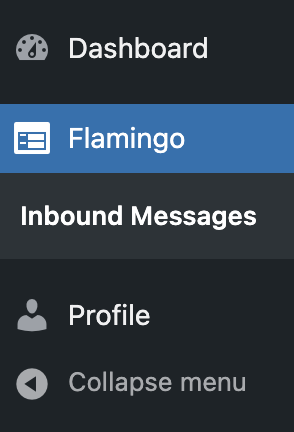 Dashboard
Flamingo
Inbound Messages
Profile
Collapse menu